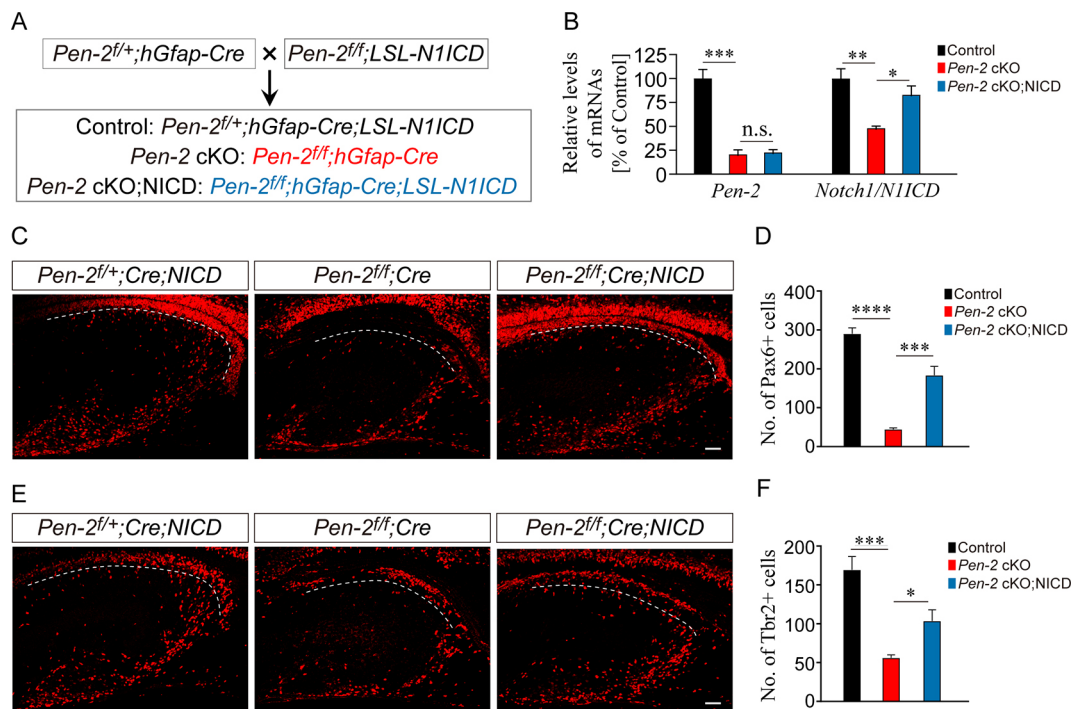 A
Pen-2f/+;hGfap-Cre × Pen-2f/f;LSL-N1ICD
Control: Pen-2f/+;hGfap-Cre;LSL-N1ICD
Pen-2 cKO: Pen-2f/f;hGfap-Cre
Pen-2 cKO;NICD: Pen-2f/f;hGfap-Cre;LSL-N1ICD
B
Relative levels
of mRNAs
[% of Control]
125
100
75
50
25
0
***
n.s.
**
*
Pen-2
Notch1/N1ICD
Control
Pen-2 cKO
Pen-2 cKO;NICD
C
Pen-2f/+;Cre;NICD
Pen-2f/f;Cre
Pen-2f/f;Cre;NICD
D
No. of Pax6+ cells
400
300
200
100
0
****
***
Control
Pen-2 cKO
Pen-2 cKO;NICD
E
Pen-2f/+;Cre;NICD
Pen-2f/f;Cre
Pen-2f/f;Cre;NICD
F
No. of Tbr2+ cells
200
150
100
50
0
***
*
Control
Pen-2 cKO
Pen-2 cKO;NICD